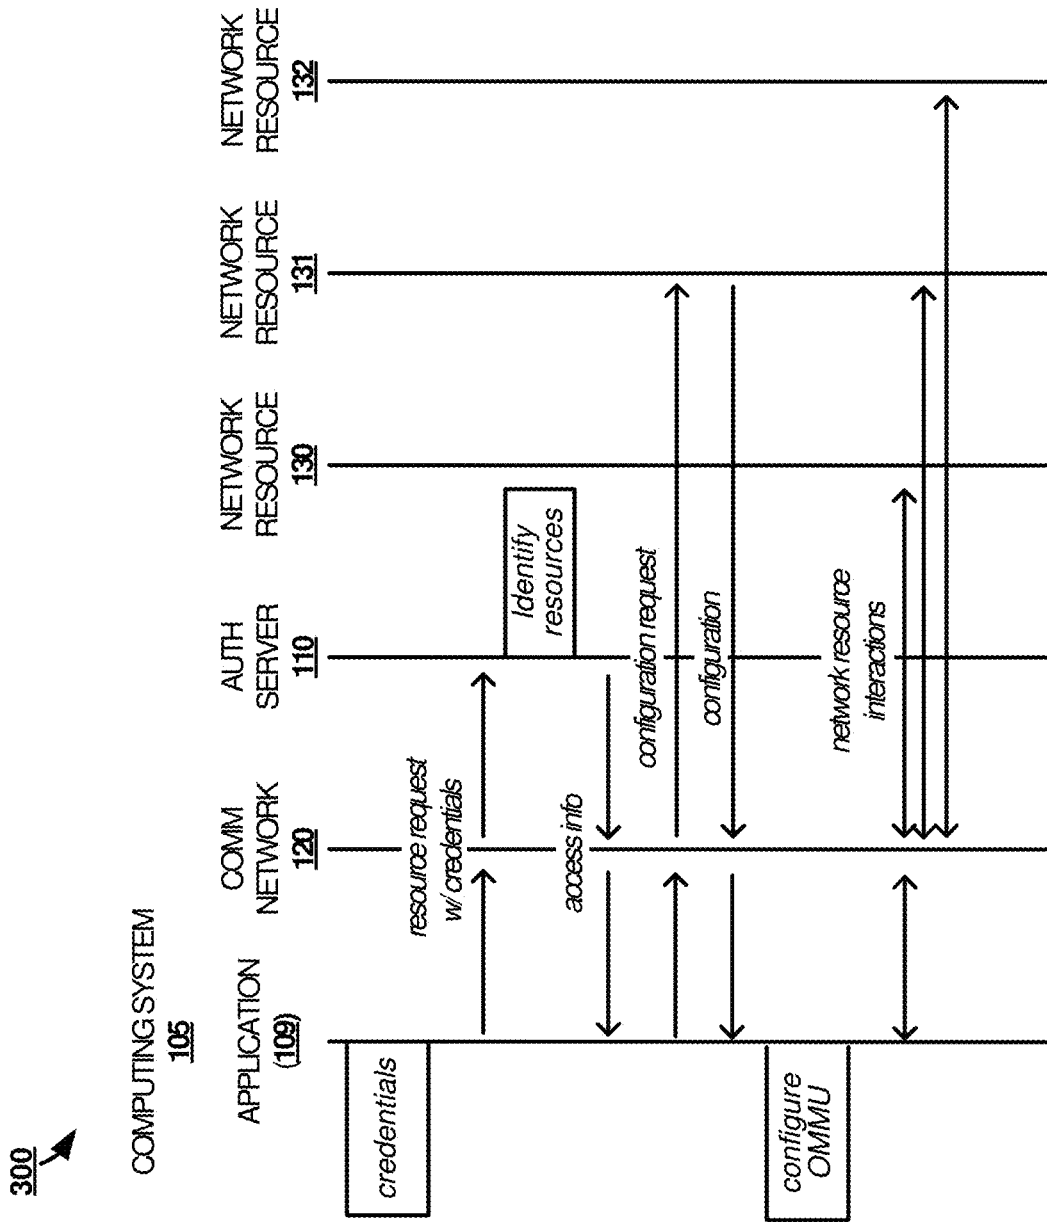 300
COMPUTING SYSTEM
105
APPLICATION
(109)
COMM
NETWORK
120
AUTH
SERVER
110
NETWORK
RESOURCE
130
NETWORK
RESOURCE
131
NETWORK
RESOURCE
132
credentials
resource request
w/ credentials
Identify
resources
access info
configuration request
configuration
configure
OMMU
network resource
interactions